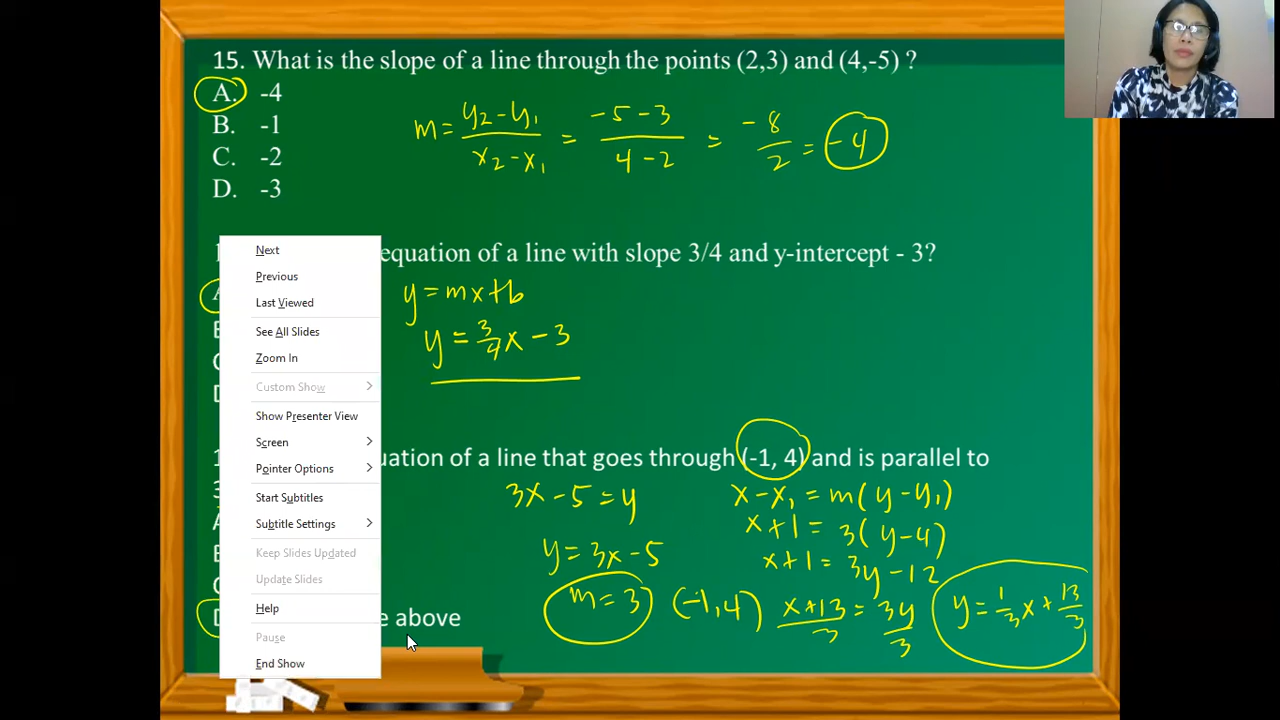 15. What is the slope of a line through the points (2,3) and (4,-5) ?
A. -4
B. -1
C. -2
D. -3
m = y2 - y1 / x2 - x1 = -5 - 3 / 4 - 2 = -8 / 2 = -4
equation of a line with slope 3/4 and y-intercept - 3?
y = mx + b
y = 3/4 x - 3
Next
Previous
Last Viewed
See All Slides
Zoom In
Custom Show
Show Presenter View
Screen
Pointer Options
Start Subtitles
Subtitle Settings
Keep Slides Updated
Update Slides
Help
Pause
End Show
uation of a line that goes through (-1, 4) and is parallel to
3x - 5 = y
y = 3x - 5
m = 3 (-1, 4)
x - x1 = m(y - y1)
x + 1 = 3(y - 4)
x + 1 = 3y - 12
x + 13 / 3 = 3y / 3
y = 1/3 x + 13/3
e above